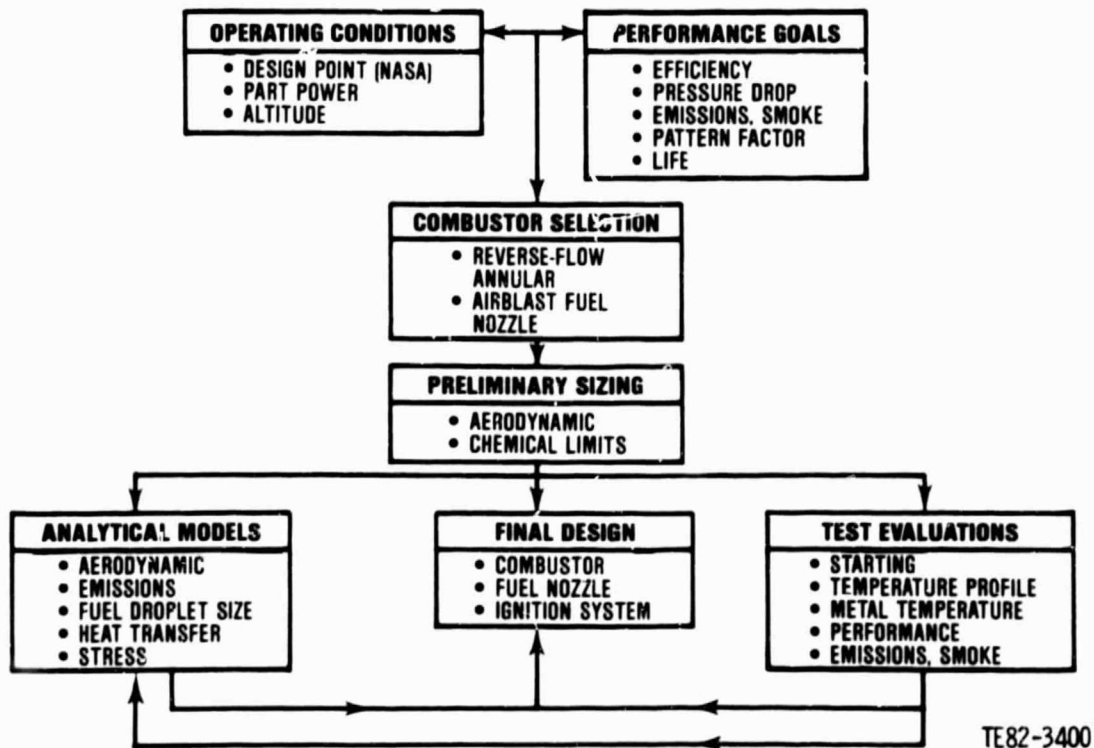 OPERATING CONDITIONS
• DESIGN POINT (NASA)
• PART POWER
• ALTITUDE
PERFORMANCE GOALS
• EFFICIENCY
• PRESSURE DROP
• EMISSIONS, SMOKE
• PATTERN FACTOR
• LIFE
COMBUSTOR SELECTION
• REVERSE-FLOW
ANNULAR
• AIRBLAST FUEL
NOZZLE
PRELIMINARY SIZING
• AERODYNAMIC
• CHEMICAL LIMITS
ANALYTICAL MODELS
• AERODYNAMIC
• EMISSIONS
• FUEL DROPLET SIZE
• HEAT TRANSFER
• STRESS
FINAL DESIGN
• COMBUSTOR
• FUEL NOZZLE
• IGNITION SYSTEM
TEST EVALUATIONS
• STARTING
• TEMPERATURE PROFILE
• METAL TEMPERATURE
• PERFORMANCE
• EMISSIONS, SMOKE
TE82-3400